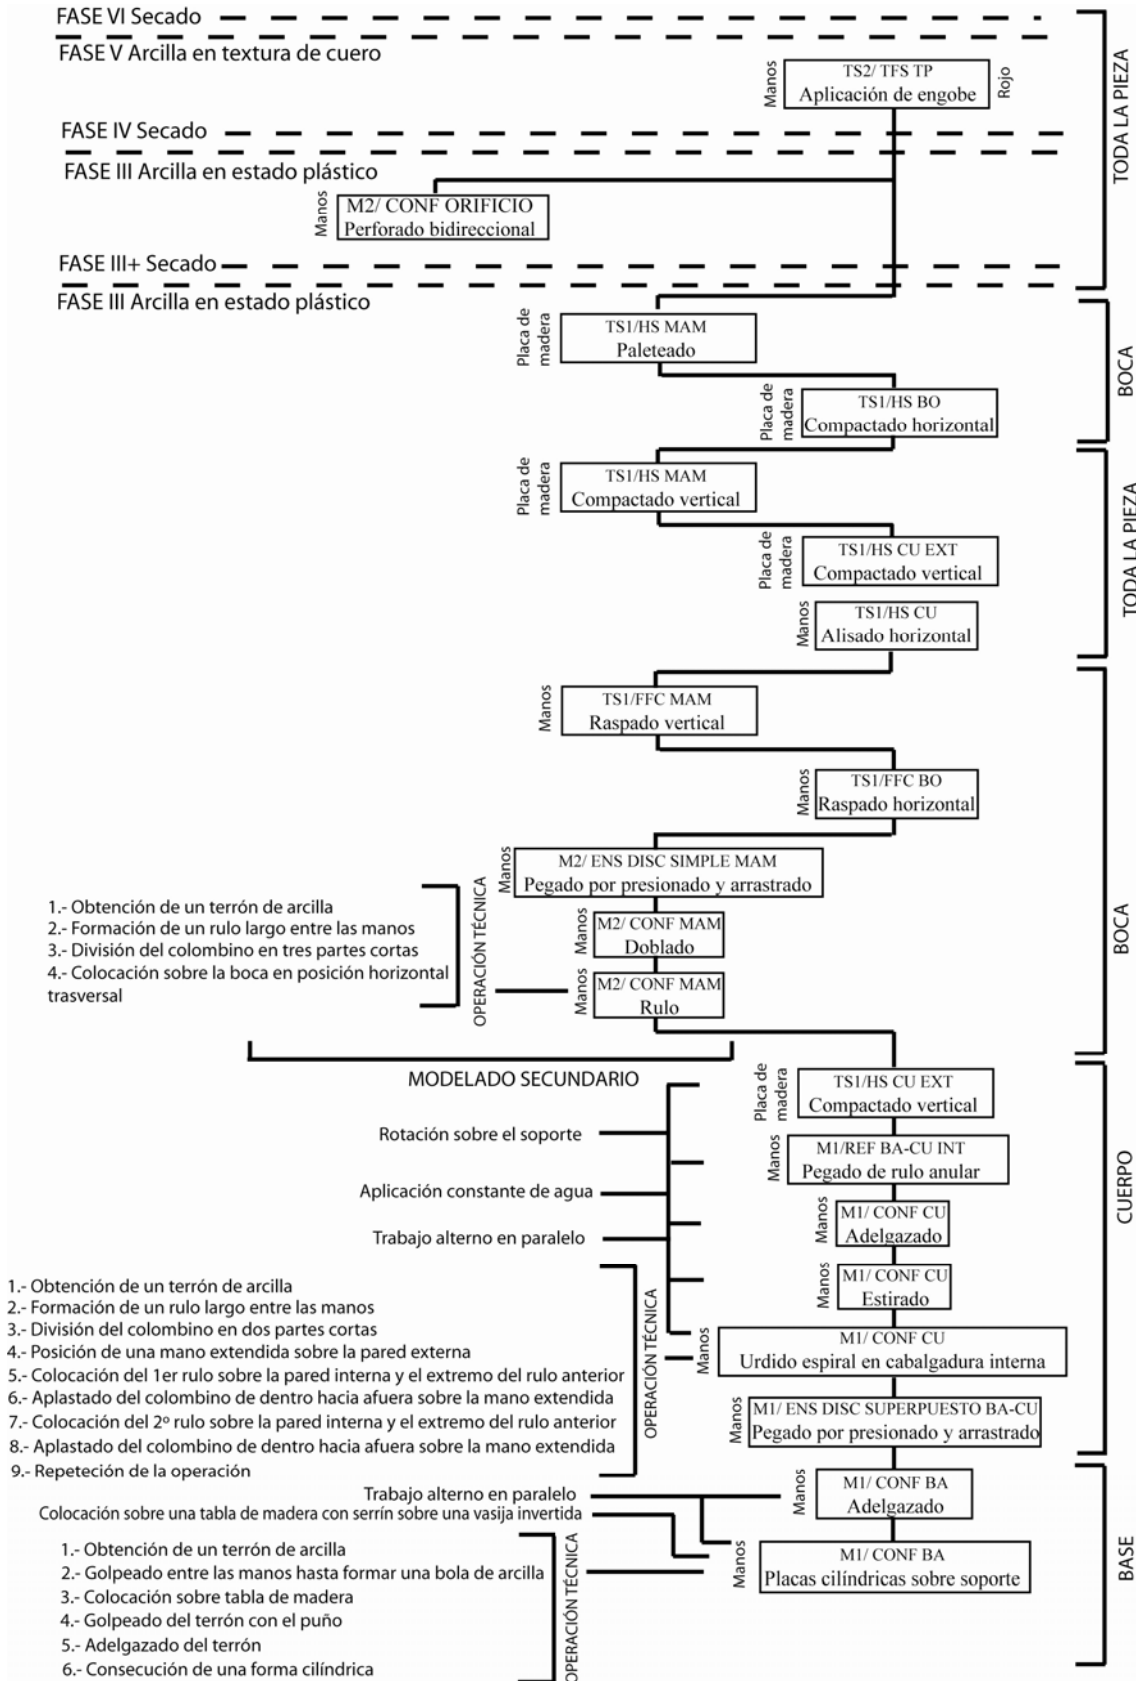 FASE VI Secado
FASE V Arcilla en textura de cuero
Manos
TS2/ TFS TP
Aplicación de engobe
Rojo
TODA LA PIEZA
FASE IV Secado
FASE III Arcilla en estado plástico
Manos
M2/ CONF ORIFICIO
Perforado bidireccional
FASE III+ Secado
FASE III Arcilla en estado plástico
Placa de
madera
TS1/HS MAM
Paleteado
BOCA
Placa de
madera
TS1/HS BO
Compactado horizontal
Placa de
madera
TS1/HS MAM
Compactado vertical
TODA LA PIEZA
Placa de
madera
TS1/HS CU EXT
Compactado vertical
Manos
TS1/HS CU
Alisado horizontal
Manos
TS1/FFC MAM
Raspado vertical
Manos
TS1/FFC BO
Raspado horizontal
BOCA
Manos
M2/ ENS DISC SIMPLE MAM
Pegado por presionado y arrastrado
1.- Obtención de un terrón de arcilla
2.- Formación de un rulo largo entre las manos
3.- División del colombino en tres partes cortas
4.- Colocación sobre la boca en posición horizontal
trasversal
OPERACIÓN TÉCNICA
Manos
M2/ CONF MAM
Doblado
Manos
M2/ CONF MAM
Rulo
MODELADO SECUNDARIO
Placa de
madera
TS1/HS CU EXT
Compactado vertical
CUERPO
Rotación sobre el soporte
Manos
M1/REF BA-CU INT
Pegado de rulo anular
Aplicación constante de agua
Manos
M1/ CONF CU
Adelgazado
Trabajo alterno en paralelo
Manos
M1/ CONF CU
Estirado
1.- Obtención de un terrón de arcilla
2.- Formación de un rulo largo entre las manos
3.- División del colombino en dos partes cortas
4.- Posición de una mano extendida sobre la pared externa
5.- Colocación del 1er rulo sobre la pared interna y el extremo del rulo anterior
6.- Aplastado del colombino de dentro hacia afuera sobre la mano extendida
7.- Colocación del 2º rulo sobre la pared interna y el extremo del rulo anterior
8.- Aplastado del colombino de dentro hacia afuera sobre la mano extendida
9.- Repeteción de la operación
OPERACIÓN TÉCNICA
Manos
M1/ CONF CU
Urdido espiral en cabalgadura interna
Manos
M1/ ENS DISC SUPERPUESTO BA-CU
Pegado por presionado y arrastrado
Trabajo alterno en paralelo
Manos
M1/ CONF BA
Adelgazado
BASE
Colocación sobre una tabla de madera con serrín sobre una vasija invertida
Manos
M1/ CONF BA
Placas cilíndricas sobre soporte
1.- Obtención de un terrón de arcilla
2.- Golpeado entre las manos hasta formar una bola de arcilla
3.- Colocación sobre tabla de madera
4.- Golpeado del terrón con el puño
5.- Adelgazado del terrón
6.- Consecución de una forma cilíndrica
OPERACIÓN TÉCNICA